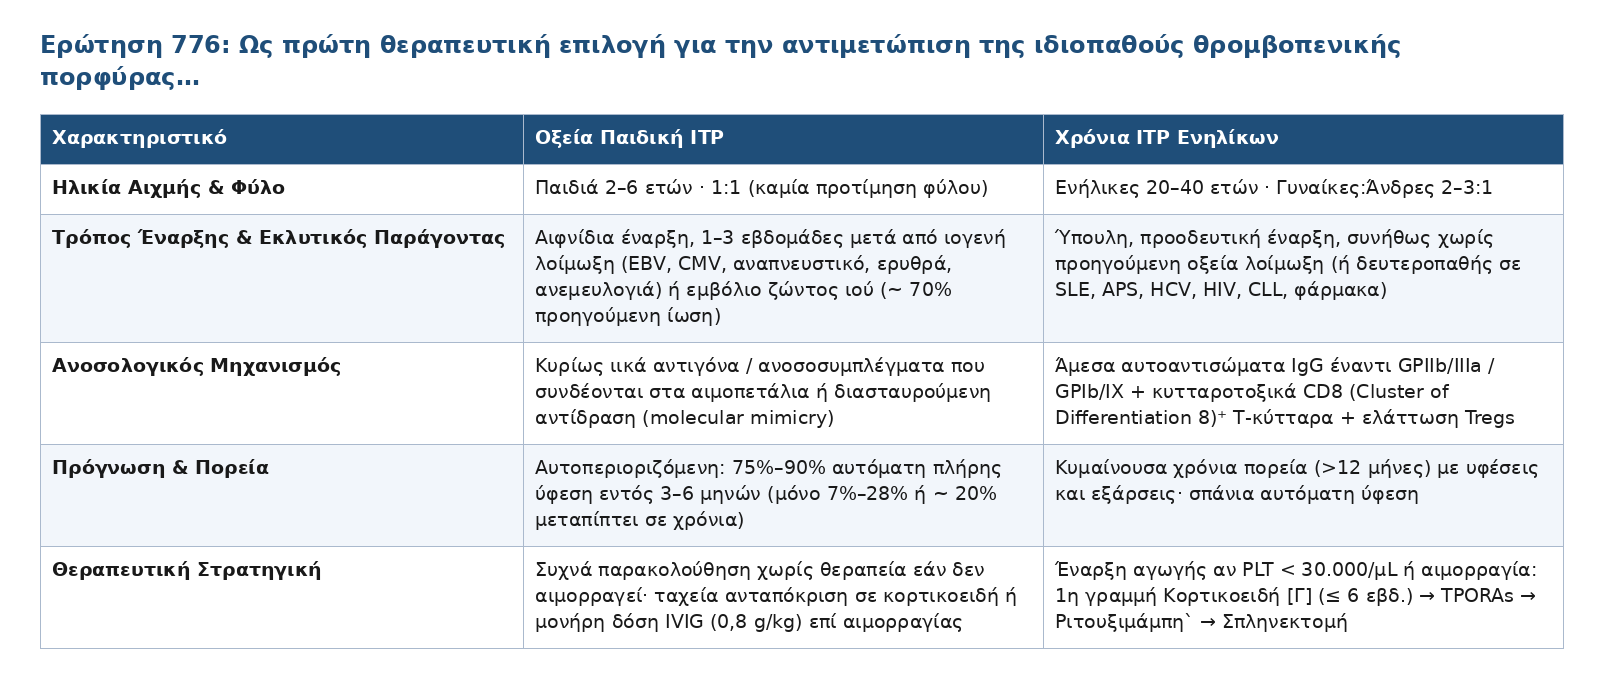 Ερώτηση 776: Ως πρώτη θεραπευτική επιλογή για την αντιμετώπιση της ιδιοπαθούς θρομβοπενικής
πορφύρας…
Χαρακτηριστικό
Οξεία Παιδική ITP
Χρόνια ITP Ενηλίκων
Ηλικία Αιχμής & Φύλο
Παιδιά 2–6 ετών · 1:1 (καμία προτίμηση φύλου)
Ενήλικες 20–40 ετών · Γυναίκες:Άνδρες 2–3:1
Τρόπος Έναρξης & Εκλυτικός Παράγοντας
Αιφνίδια έναρξη, 1–3 εβδομάδες μετά από ιογενή
λοίμωξη (EBV, CMV, αναπνευστικό, ερυθρά,
ανεμευλογιά) ή εμβόλιο ζώντος ιού (~ 70%
προηγούμενη ίωση)
Ύπουλη, προοδευτική έναρξη, συνήθως χωρίς
προηγούμενη οξεία λοίμωξη (ή δευτεροπαθής σε
SLE, APS, HCV, HIV, CLL, φάρμακα)
Ανοσολογικός Μηχανισμός
Κυρίως ιικά αντιγόνα / ανοσοσυμπλέγματα που
συνδέονται στα αιμοπετάλια ή διασταυρούμενη
αντίδραση (molecular mimicry)
Άμεσα αυτοαντισώματα IgG έναντι GPIIb/IIIa /
GPIb/IX + κυτταροτοξικά CD8 (Cluster of
Differentiation 8)⁺ T-κύτταρα + ελάττωση Tregs
Πρόγνωση & Πορεία
Αυτοπεριοριζόμενη: 75%–90% αυτόματη πλήρης
ύφεση εντός 3–6 μηνών (μόνο 7%–28% ή ~ 20%
μεταπίπτει σε χρόνια)
Κυμαίνουσα χρόνια πορεία (>12 μήνες) με υφέσεις
και εξάρσεις· σπάνια αυτόματη ύφεση
Θεραπευτική Στρατηγική
Συχνά παρακολούθηση χωρίς θεραπεία εάν δεν
αιμορραγεί· ταχεία ανταπόκριση σε κορτικοειδή ή
μονήρη δόση IVIG (0,8 g/kg) επί αιμορραγίας
Έναρξη αγωγής αν PLT < 30.000/μL ή αιμορραγία:
1η γραμμή Κορτικοειδή [Γ] (≤ 6 εβδ.) → TPORAs →
Ριτουξιμάμπη` → Σπληνεκτομή